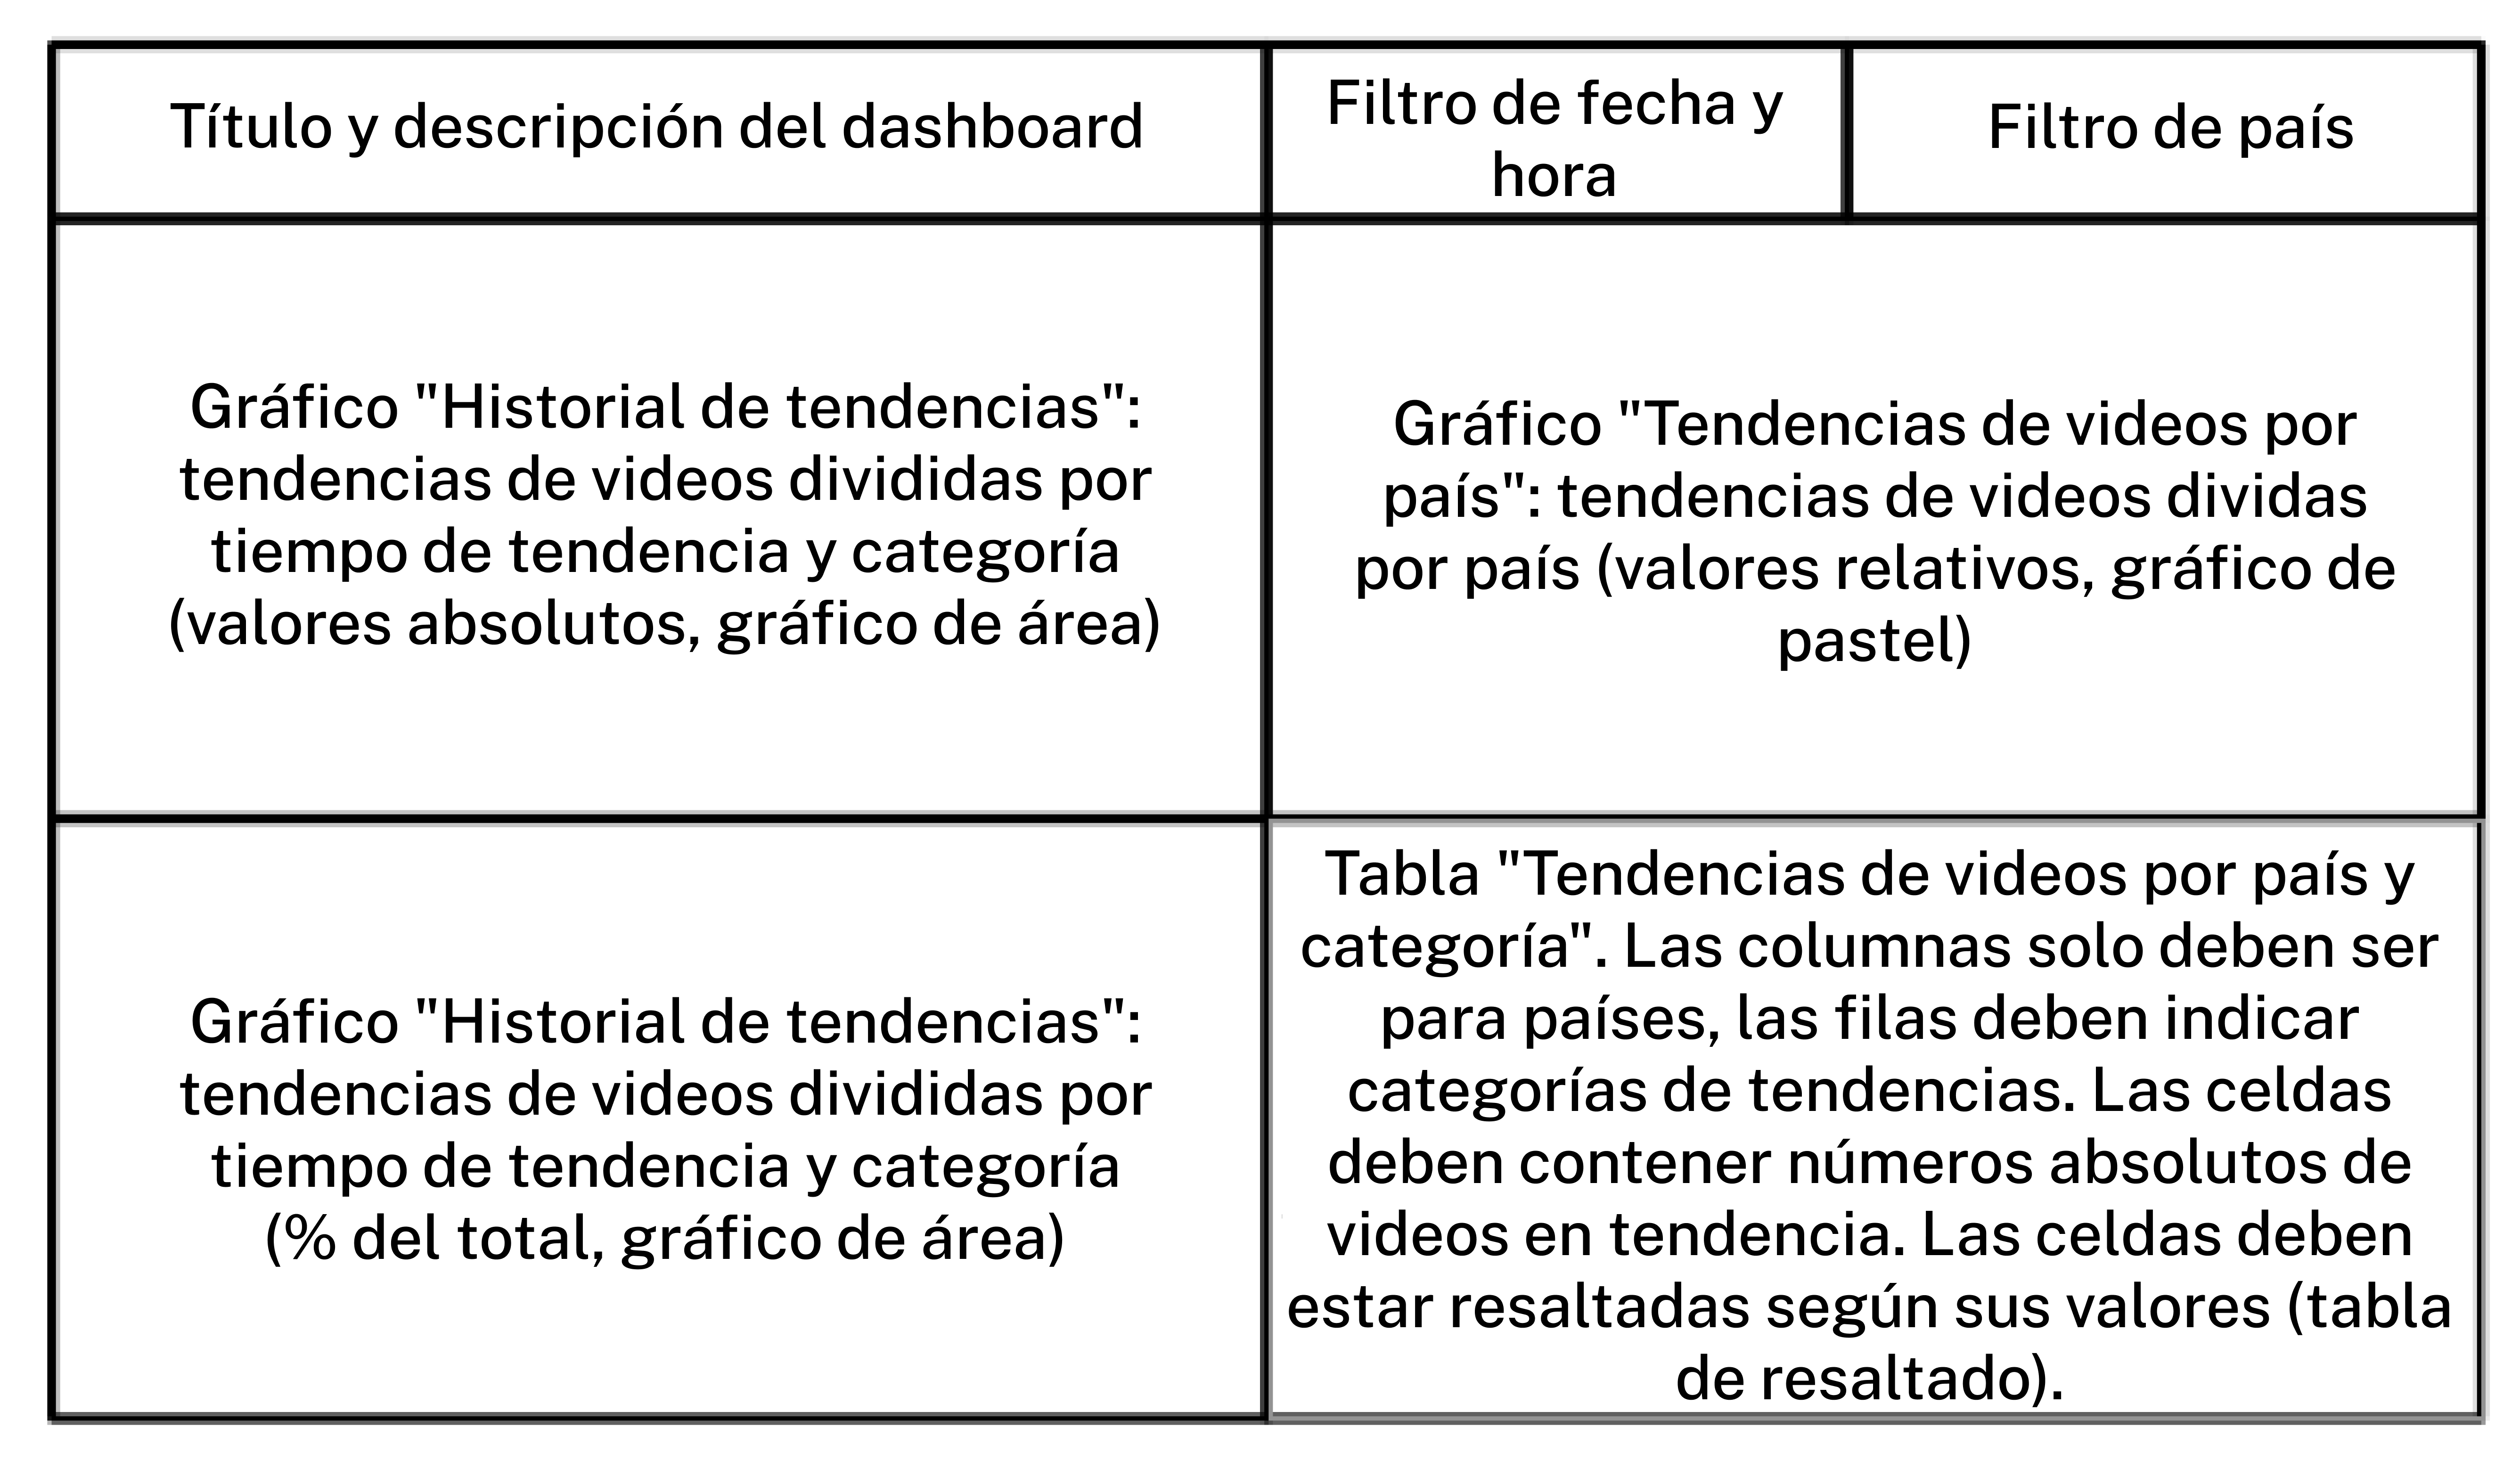 Título y descripción del dashboard
Filtro de fecha y
hora
Filtro de país
Gráfico "Historial de tendencias":
tendencias de videos divididas por
tiempo de tendencia y categoría
(valores absolutos, gráfico de área)
Gráfico "Tendencias de videos por
país": tendencias de videos dividas
por país (valores relativos, gráfico de
pastel)
Gráfico "Historial de tendencias":
tendencias de videos divididas por
tiempo de tendencia y categoría
(% del total, gráfico de área)
Tabla "Tendencias de videos por país y
categoría". Las columnas solo deben ser
para países, las filas deben indicar
categorías de tendencias. Las celdas
deben contener números absolutos de
videos en tendencia. Las celdas deben
estar resaltadas según sus valores (tabla
de resaltado).